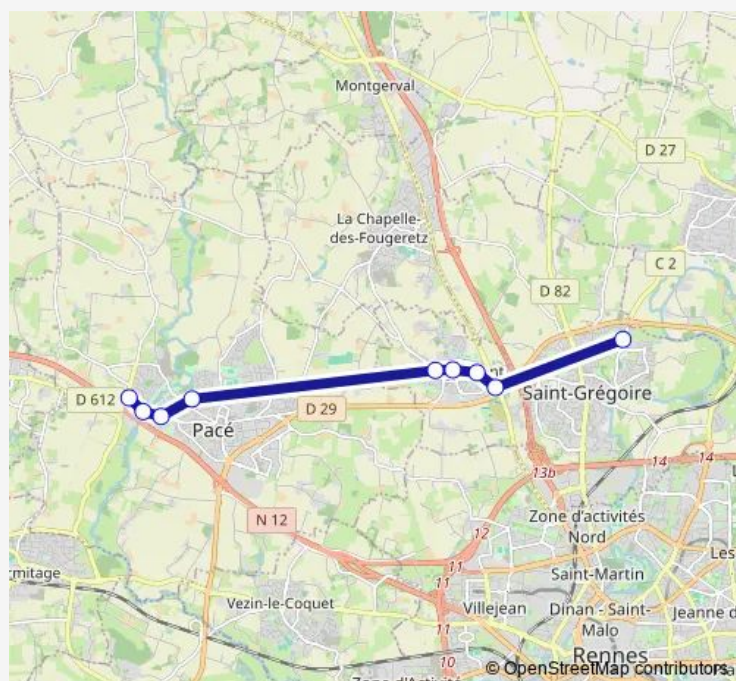 Montgerval
D 27
La Chapelle-
des-Fougeretz
C 2
D 82
D 612
D 29
Saint-Grégoire
Pacé
13b
14
14
N 12
Zone d'activités
Nord
12
11
11
Saint-Martin
Vezin-le-Coquet
11
Villejean
Dinan - Saint-
Malo
11
10
Rennes
© OpenStreetMap contributors